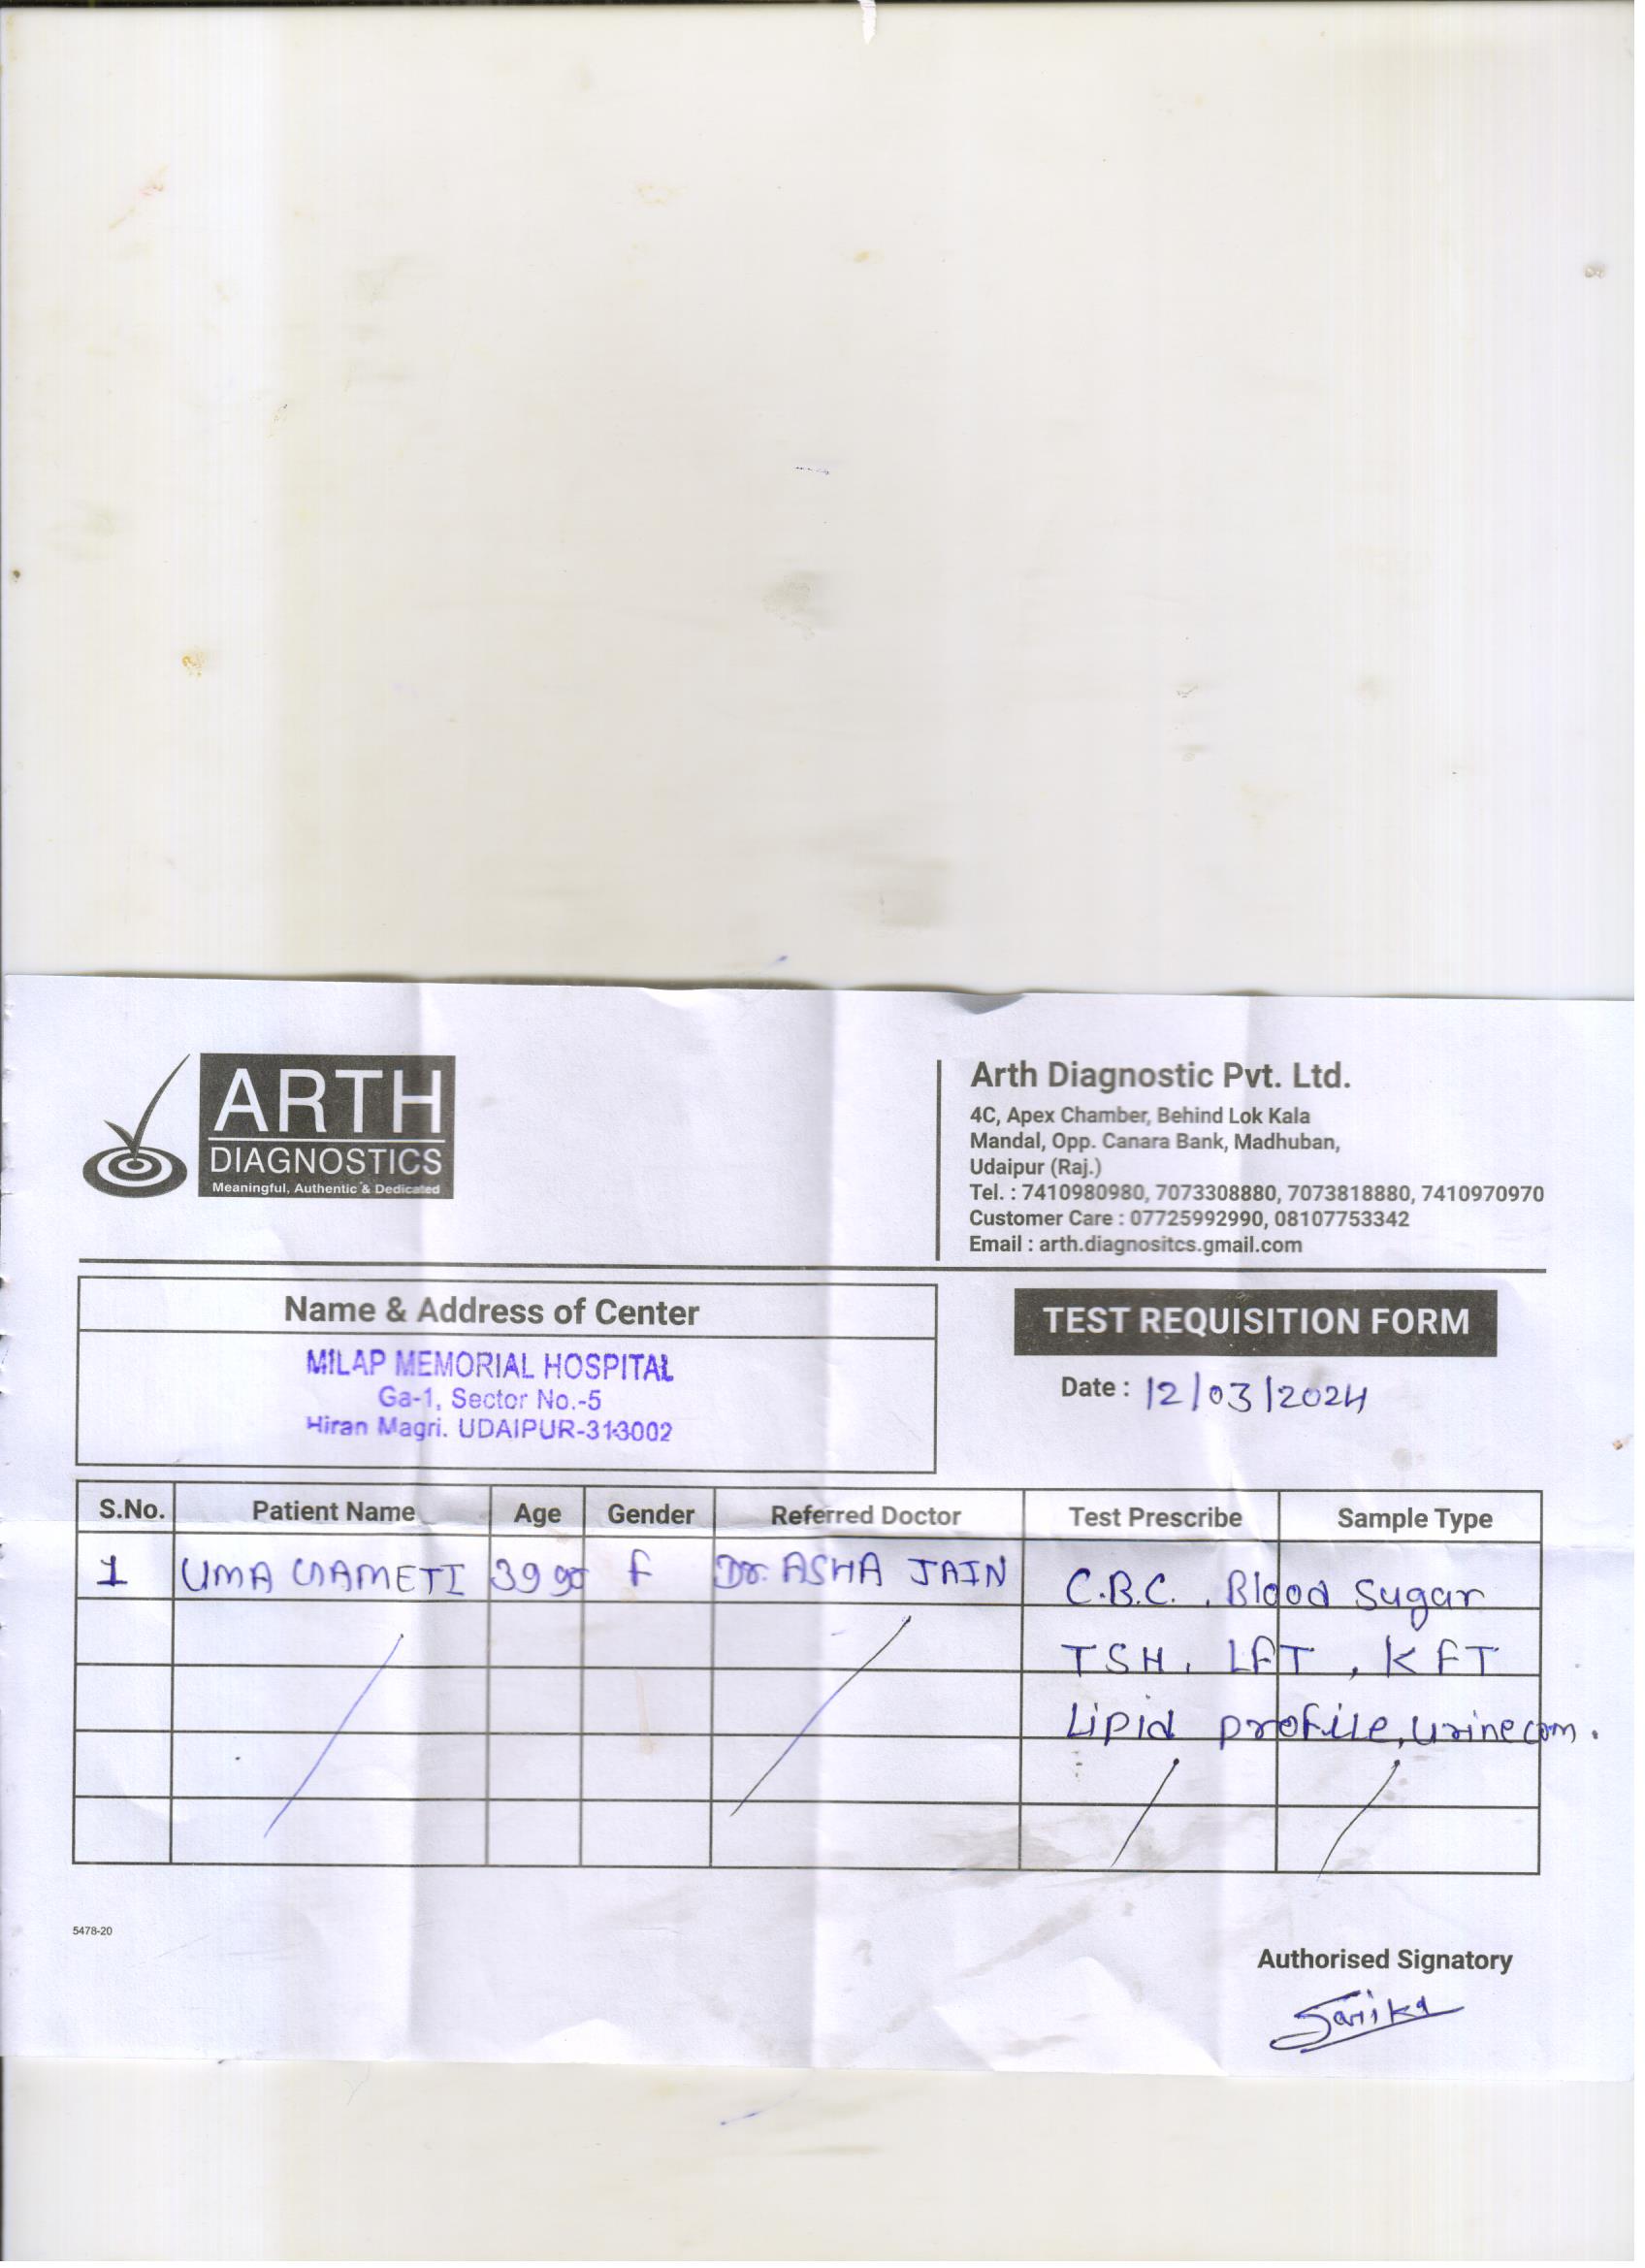 ARTH
DIAGNOSTICS
Meaningful, Authentic & Dedicated
Arth Diagnostic Pvt. Ltd.
4C, Apex Chamber, Behind Lok Kala
Mandal, Opp. Canara Bank, Madhuban,
Udaipur (Raj.)
Tel. : 7410980980, 7073308880, 7073818880, 7410970970
Customer Care : 07725992990, 08107753342
Email : arth.diagnositcs.gmail.com
Name & Address of Center
MILAP MEMORIAL HOSPITAL
Ga-1, Sector No.-5
Hiran Magri. UDAIPUR-313002
TEST REQUISITION FORM
Date : 12/03/2024
S.No. Patient Name Age Gender Referred Doctor Test Prescribe Sample Type
1 UMA GAMETI 39 F Dr. ASHA JAIN C.B.C. , Blood Sugar
TSH, LFT, KFT
Lipid profile, urine com.
5478-20
Authorised Signatory
Sarika